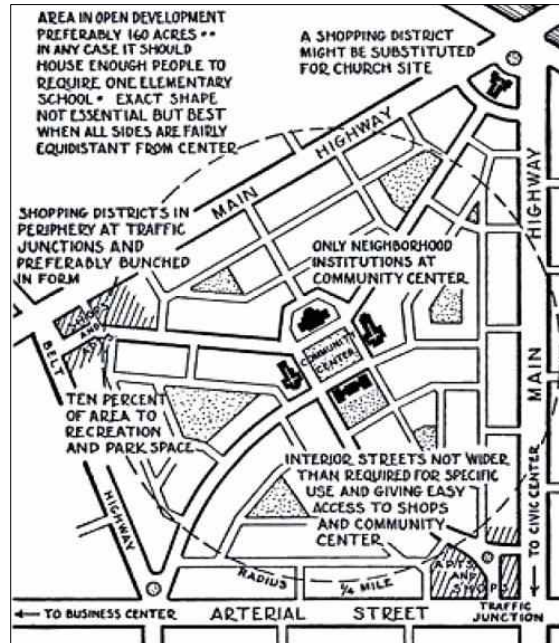 AREA IN OPEN DEVELOPMENT
PREFERABLY 160 ACRES ••
IN ANY CASE IT SHOULD
HOUSE ENOUGH PEOPLE TO
REQUIRE ONE ELEMENTARY
SCHOOL • EXACT SHAPE
NOT ESSENTIAL BUT BEST
WHEN ALL SIDES ARE FAIRLY
EQUIDISTANT FROM CENTER
A SHOPPING DISTRICT
MIGHT BE SUBSTITUTED
FOR CHURCH SITE
MAIN HIGHWAY
SHOPPING DISTRICTS IN
PERIPHERY AT TRAFFIC
JUNCTIONS AND
PREFERABLY BUNCHED
IN FORM
ONLY NEIGHBORHOOD
INSTITUTIONS AT
COMMUNITY CENTER
HIGHWAY
MAIN
TO CIVIC CENTER
AND
COMMUNITY
CENTER
BELT
HIGHWAY
TEN PERCENT
OF AREA TO
RECREATION
AND PARK SPACE
INTERIOR STREETS NOT WIDER
THAN REQUIRED FOR SPECIFIC
USE AND GIVING EASY
ACCESS TO SHOPS
AND COMMUNITY
CENTER
RADIUS 1/4 MILE
APTS
AND
SHOPS
← TO BUSINESS CENTER
ARTERIAL STREET
TRAFFIC
JUNCTION